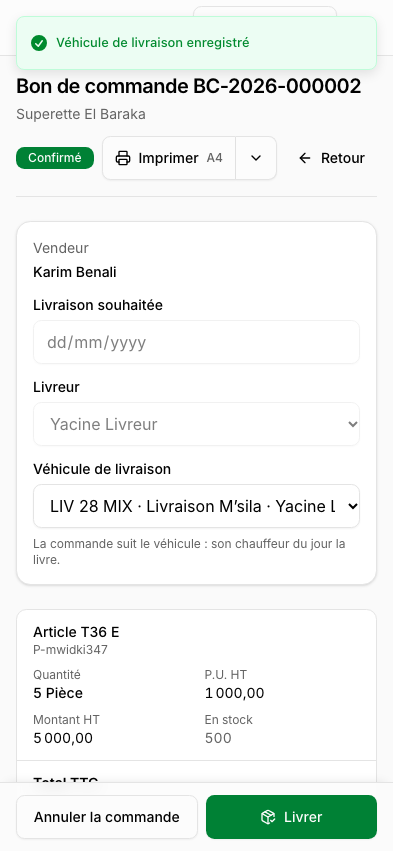 Véhicule de livraison enregistré
Bon de commande BC-2026-000002
Superette El Baraka
Confirmé
Imprimer A4
Retour
Vendeur
Karim Benali
Livraison souhaitée
dd/mm/yyyy
Livreur
Yacine Livreur
Véhicule de livraison
LIV 28 MIX · Livraison M’sila · Yacine L
La commande suit le véhicule : son chauffeur du jour la
livre.
Article T36 E
P-mwidki347
Quantité P.U. HT
5 Pièce 1 000,00
Montant HT En stock
5 000,00 500
Total TTC
Annuler la commande Livrer